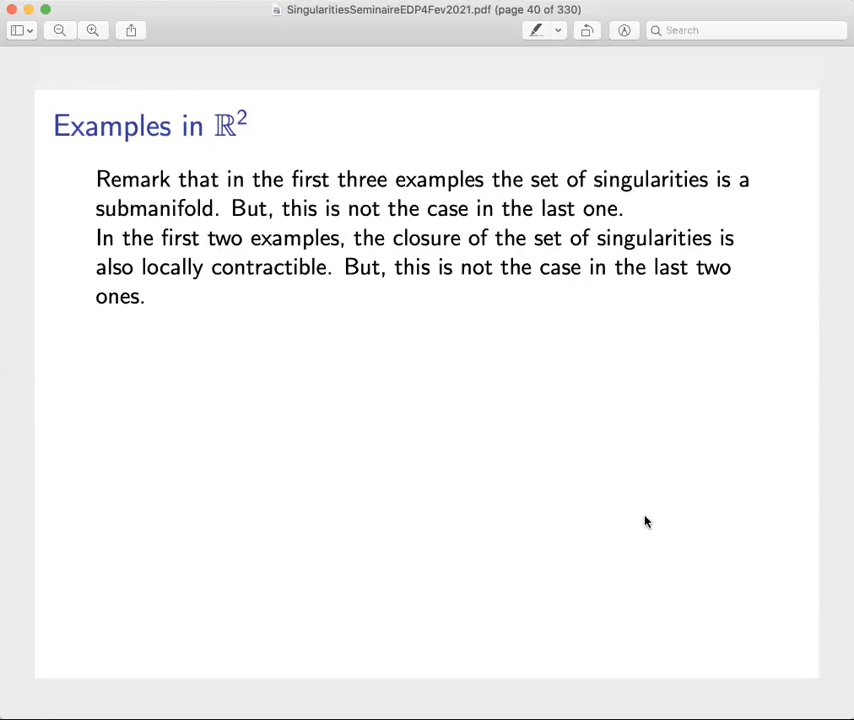 SingularitiesSeminaireEDP4Fev2021.pdf (page 40 of 330)
Search
Examples in ℝ²
Remark that in the first three examples the set of singularities is a
submanifold. But, this is not the case in the last one.
In the first two examples, the closure of the set of singularities is
also locally contractible. But, this is not the case in the last two
ones.